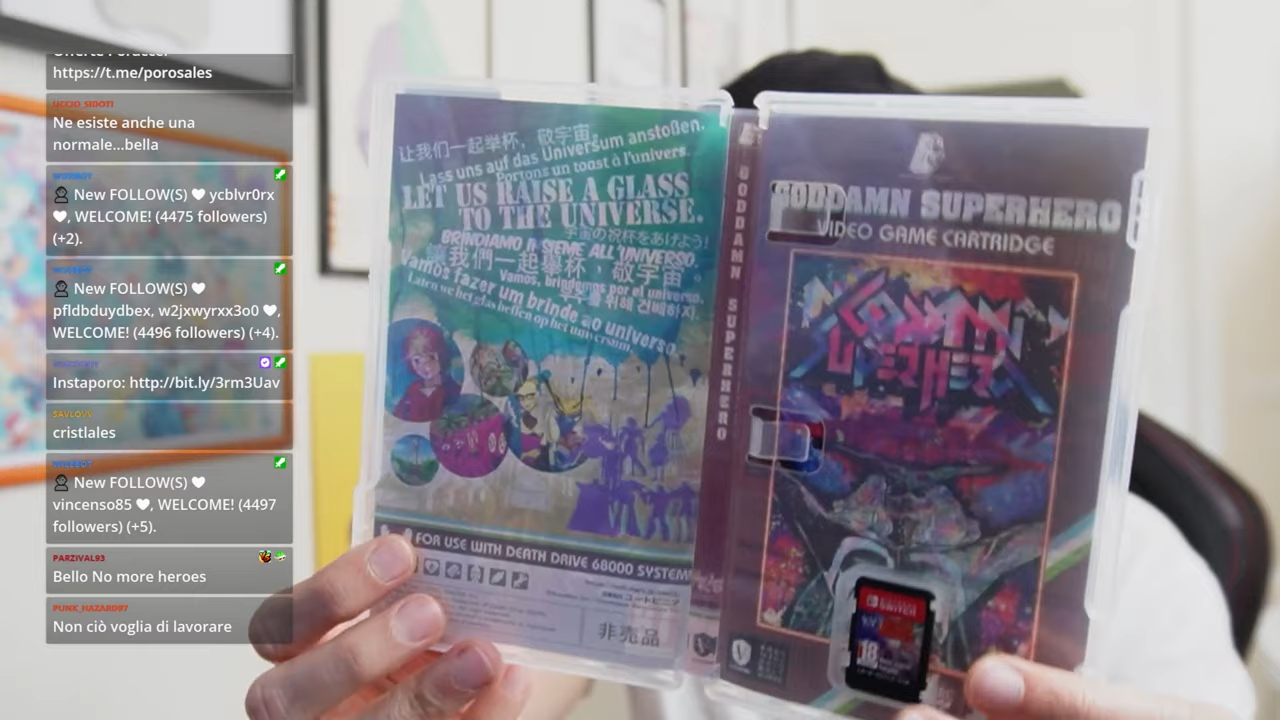 https://t.me/porosales
Ne esiste anche una
normale...bella
New FOLLOW(S) ycblvr0rx
, WELCOME! (4475 followers)
(+2).
New FOLLOW(S)
pfldbduydbex, w2jxwyrxx3o0 ,
WELCOME! (4496 followers) (+4).
Instaporo: http://bit.ly/3rm3Uav
SAVLOVV
cristlales
New FOLLOW(S)
vincenso85 , WELCOME! (4497
followers) (+5).
PARZIVAL93
Bello No more heroes
PUNK_HAZARD97
Non ciò voglia di lavorare
让我们一起举杯，敬宇宙。
Lass uns auf das Universum anstoßen.
Portons un toast à l'univers.
LET US RAISE A GLASS
TO THE UNIVERSE.
宇宙の祝杯をあげよう!
BRINDIAMO INSIEME ALL'UNIVERSO.
讓我們一起舉杯，敬宇宙。
Vamos, brindemos por el universo.
Vamos fazer um brinde ao universo.
Laten we het glas heffen op het universum.
FOR USE WITH DEATH DRIVE 68000 SYSTEM
非売品
GODDAMN SUPERHERO
GODDAMN SUPERHERO
VIDEO GAME CARTRIDGE
SWITCH
18